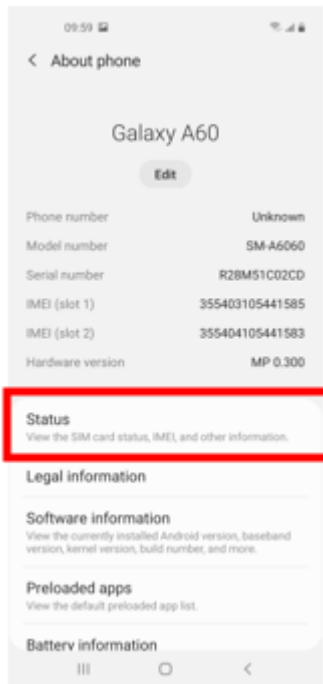 09:59
About phone
Galaxy A60
Edit
Phone number Unknown
Model number SM-A6060
Serial number R28M51C02CD
IMEI (slot 1) 355403105441585
IMEI (slot 2) 355404105441583
Hardware version MP 0.300
Status
View the SIM card status, IMEI, and other information.
Legal information
Software information
View the currently installed Android version, baseband
version, kernel version, build number, and more.
Preloaded apps
View the default preloaded app list.
Battery information